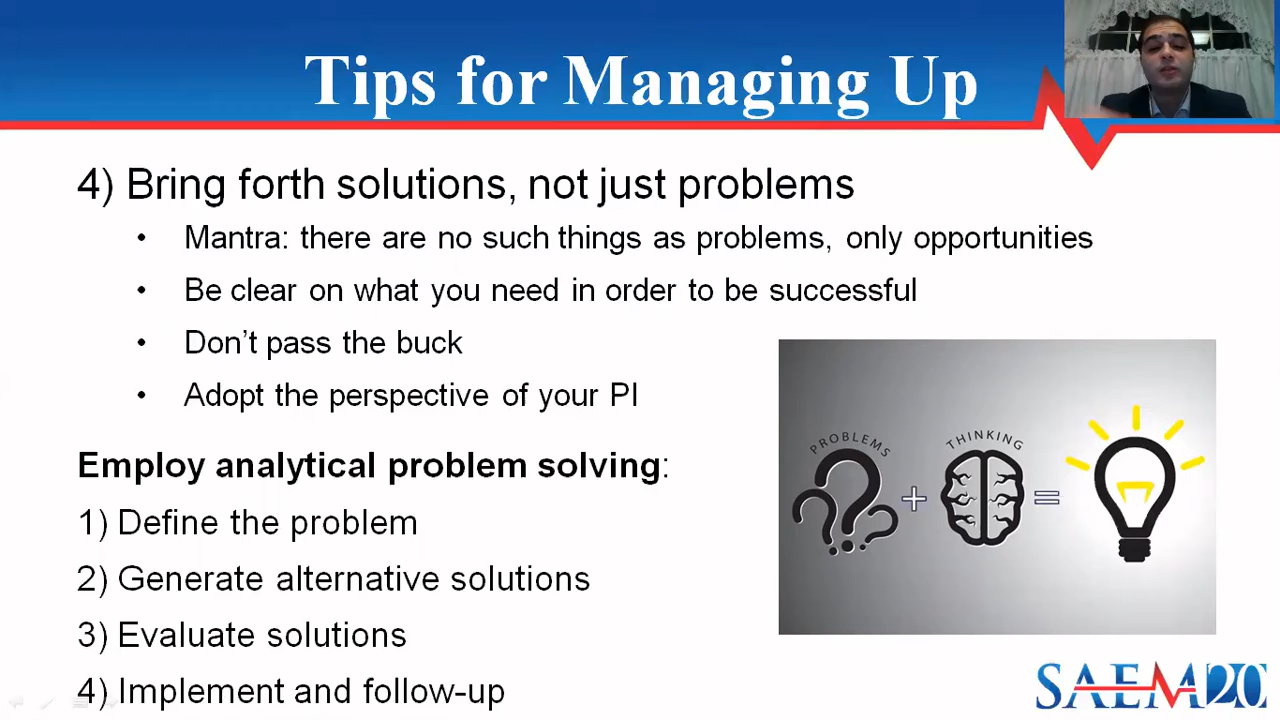 Tips for Managing Up
4) Bring forth solutions, not just problems
• Mantra: there are no such things as problems, only opportunities
• Be clear on what you need in order to be successful
• Don’t pass the buck
• Adopt the perspective of your PI
Employ analytical problem solving:
1) Define the problem
2) Generate alternative solutions
3) Evaluate solutions
4) Implement and follow-up
PROBLEMS
+
THINKING
=
SAEM20